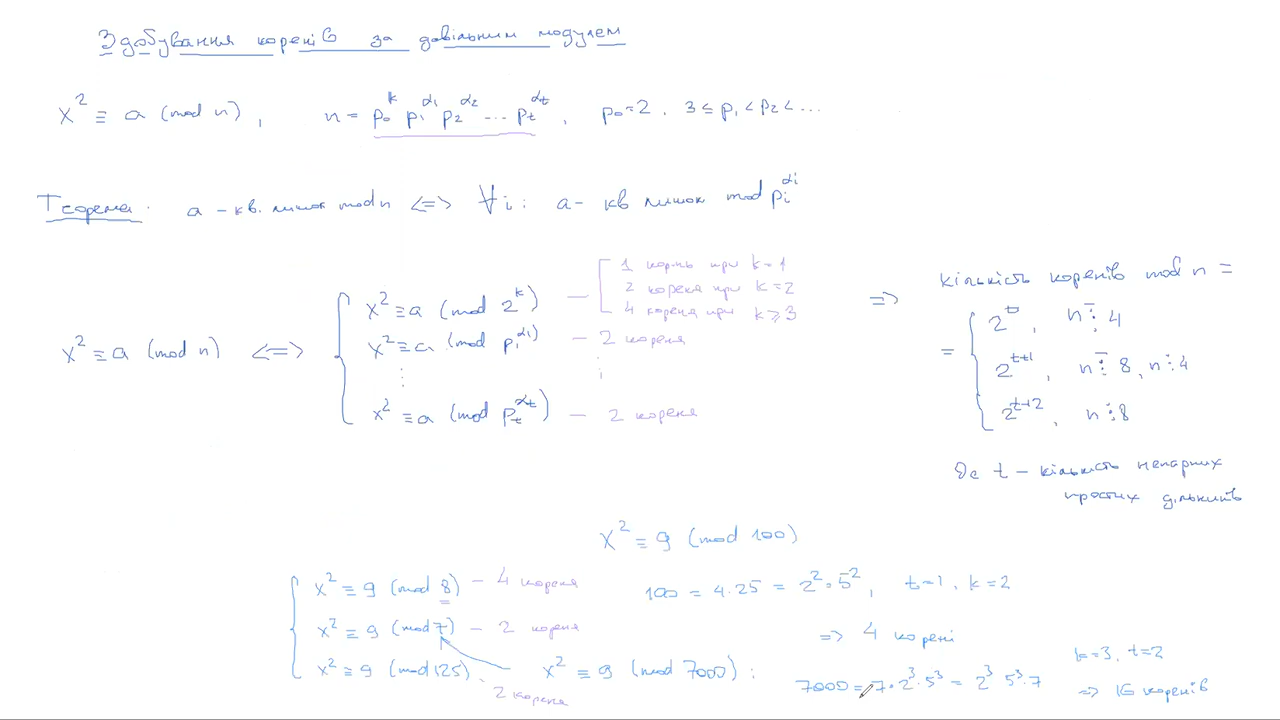 Здобування коренів за довільним модулем
x² ≡ a (mod n), n = p₀ᵏ p₁^α₁ p₂^α₂ ... p_t^α_t, p₀=2, 3 ≤ p₁ < p₂ < ...
Теорема: a - кв. лишок mod n <=> ∀i: a - кв лишок mod pᵢ^αᵢ
x² ≡ a (mod n) <=>
x² ≡ a (mod 2ᵏ) —
1 корінь при k=1
2 кореня при k=2
4 кореня при k≥3
x² ≡ a (mod p₁^α₁) — 2 кореня
⋮ ⋮
x² ≡ a (mod p_t^α_t) — 2 кореня
=> кількість коренів mod n =
= 2^t, n ⋮̅ 4
2^{t+1}, n ⋮̅ 8, n ⋮ 4
2^{t+2}, n ⋮ 8
де t - кількість непарних
простих дільників
x² ≡ 9 (mod 100)
100 = 4·25 = 2²·5², t=1, k=2
=> 4 корені
x² ≡ 9 (mod 8) - 4 кореня
x² ≡ 9 (mod 7) - 2 кореня
x² ≡ 9 (mod 125) -
2 кореня
x² ≡ 9 (mod 7000):
7000 = 7·2³·5³ = 2³ 5³·7
k=3, t=2
=> 16 коренів